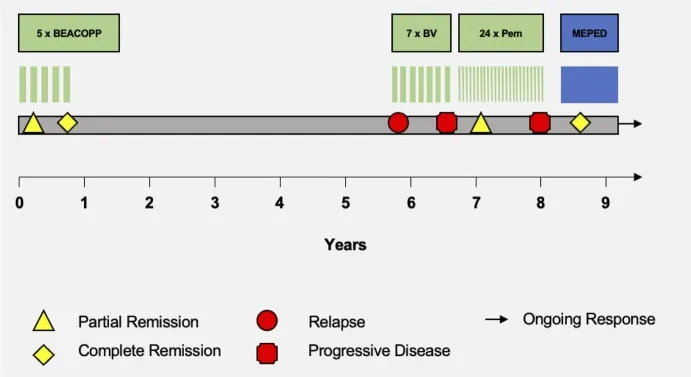 5 x BEACOPP
7 x BV
24 x Pem
MEPED
0 1 2 3 4 5 6 7 8 9
Years
Partial Remission
Relapse
Ongoing Response
Complete Remission
Progressive Disease